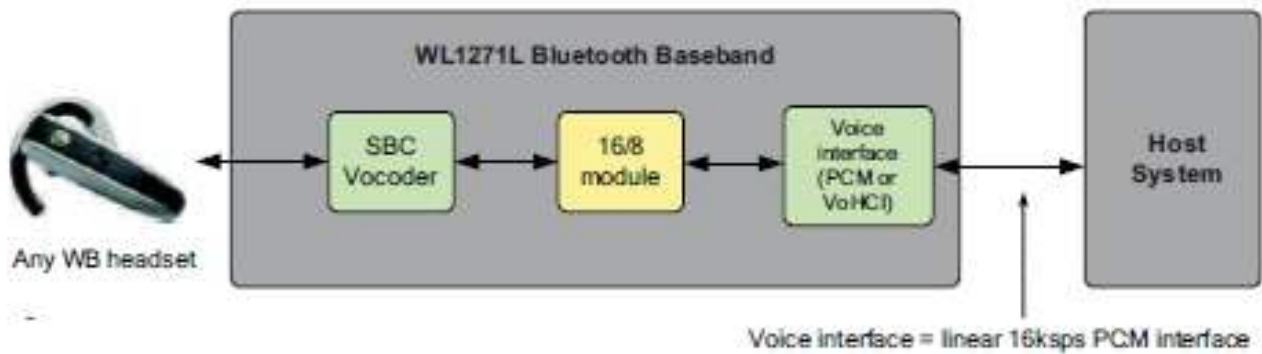 WL1271L Bluetooth Baseband
SBC
Vocoder
16/8
module
Voice
interface
(PCM or
VoHCI)
Host
System
Any WB headset
Voice interface = linear 16ksps PCM interface